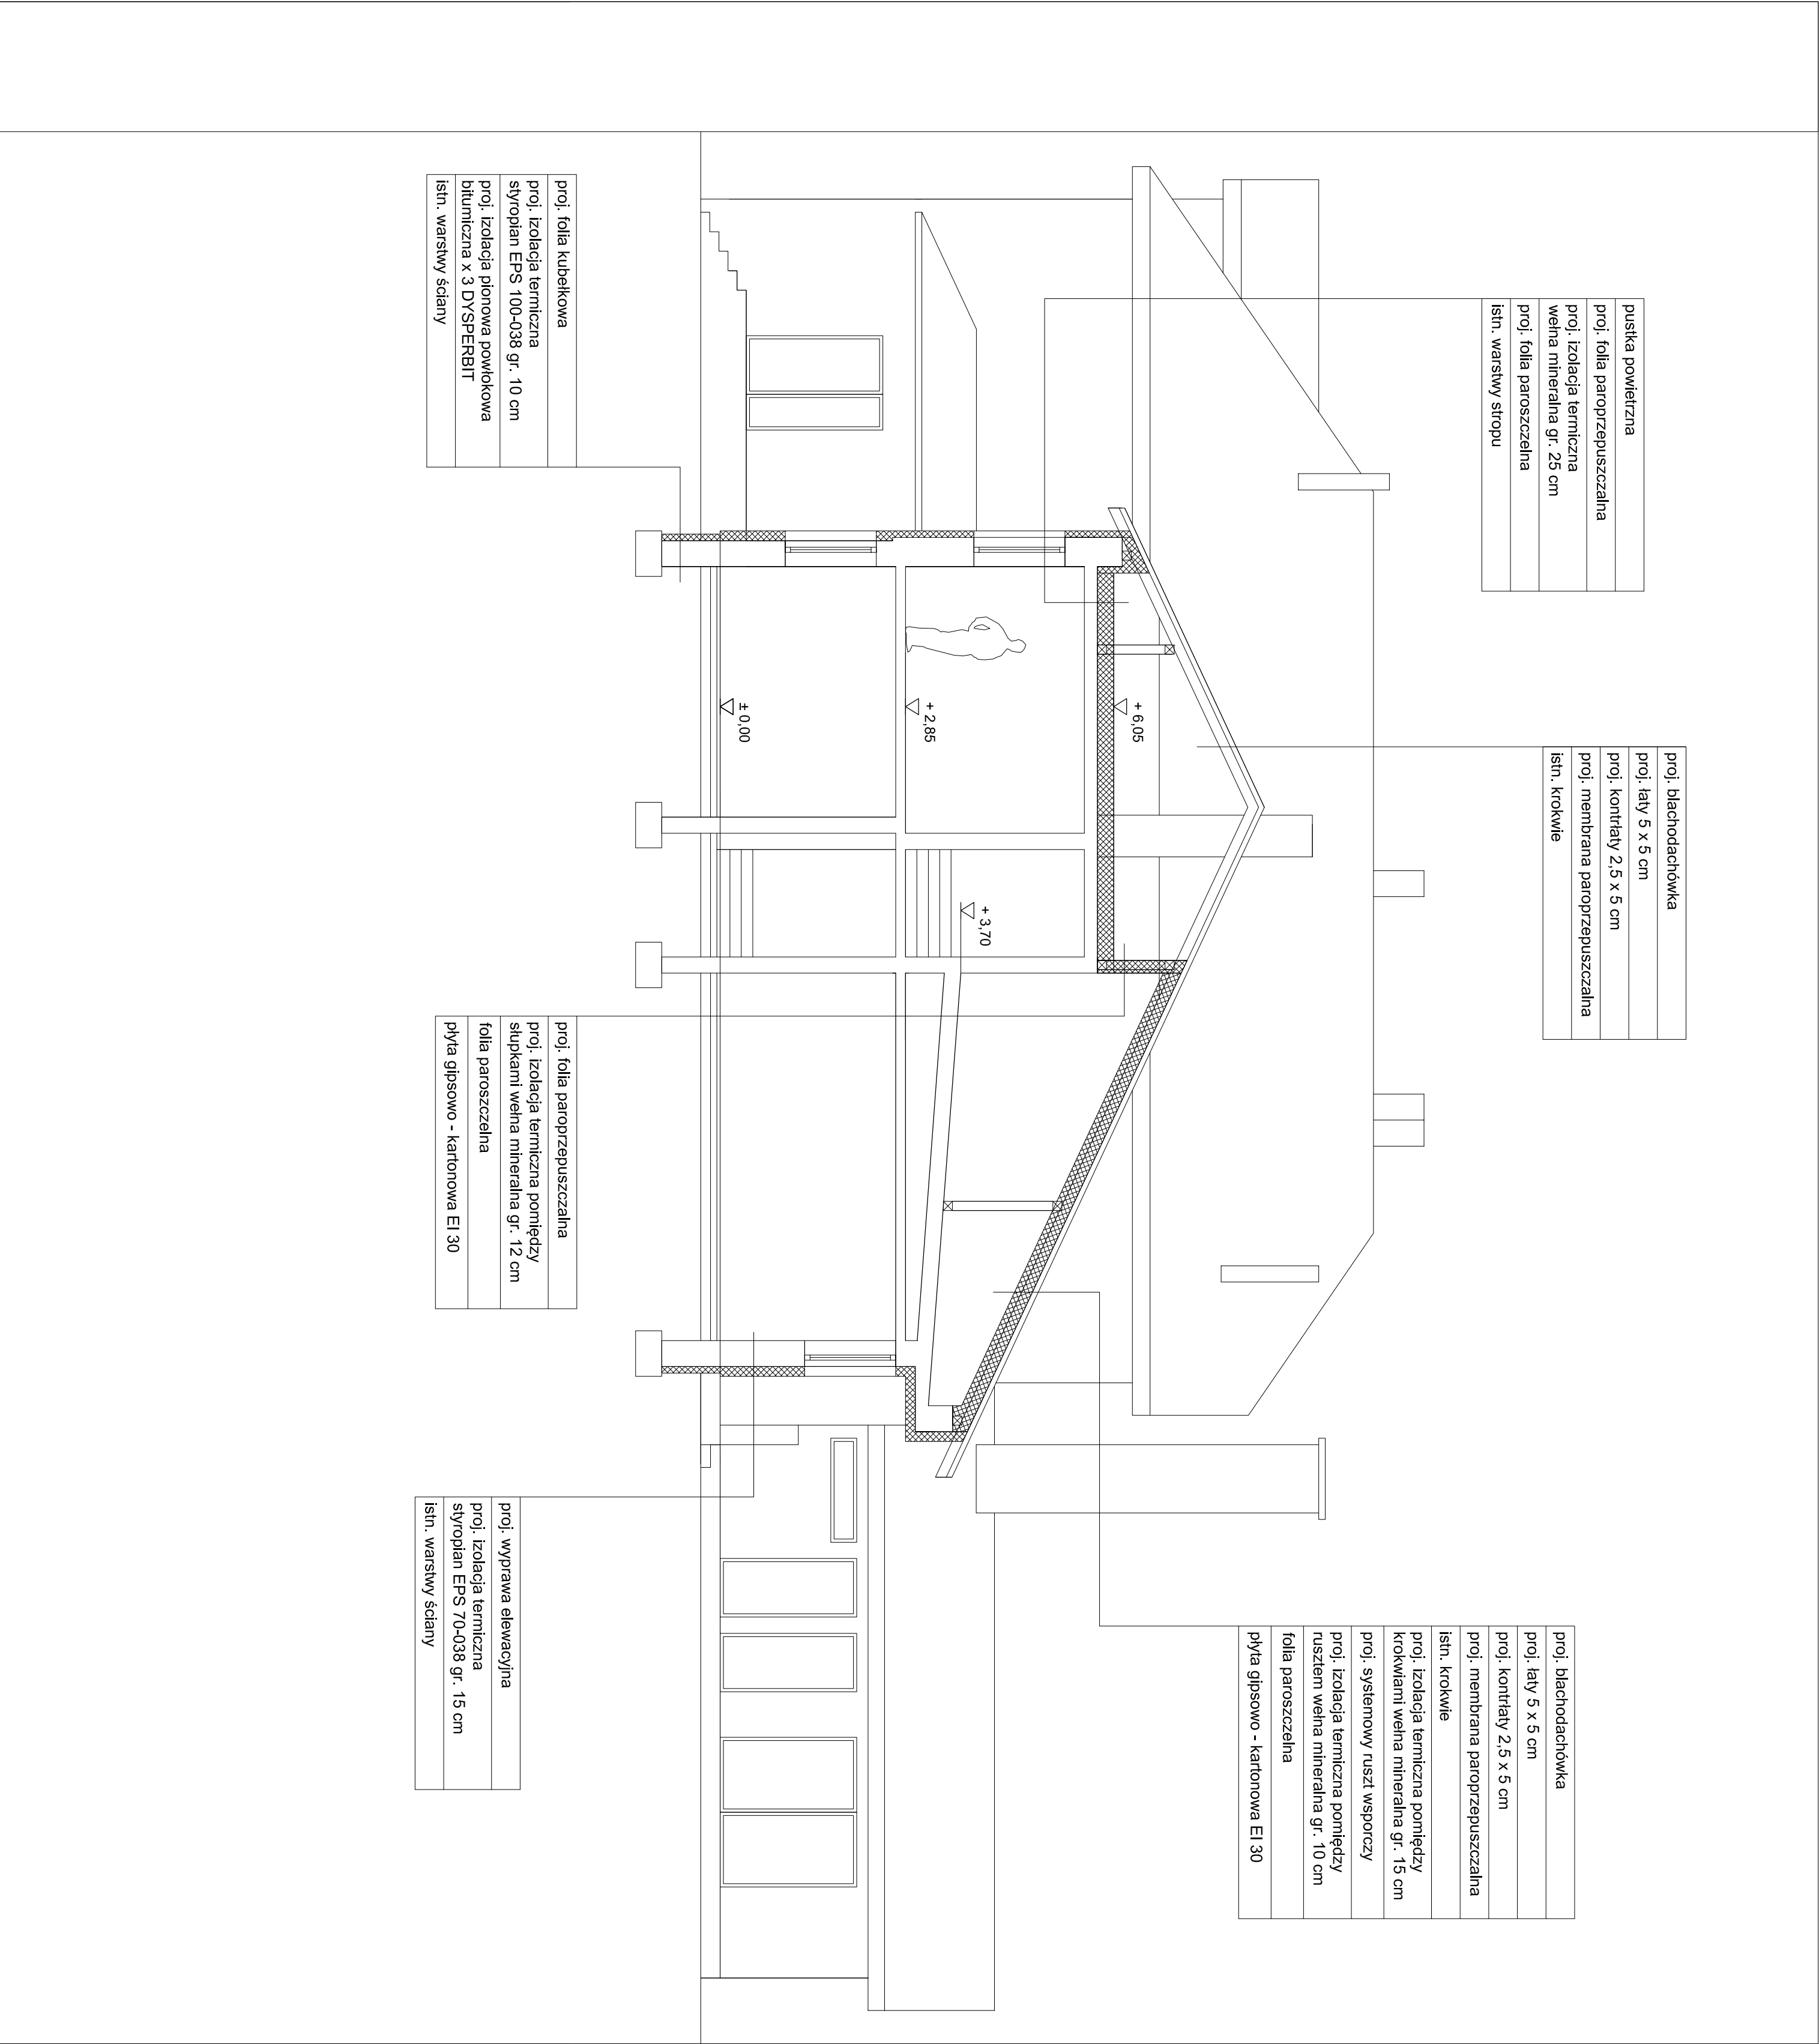 pustka powietrzna
proj. folia paroprzepuszczalna
proj. izolacja termiczna
wełna mineralna gr. 25 cm
proj. folia paroszczelna
istn. warstwy stropu
proj. blachodachówka
proj. łaty 5 x 5 cm
proj. kontrłaty 2,5 x 5 cm
proj. membrana paroprzepuszczalna
istn. krokwie
proj. blachodachówka
proj. łaty 5 x 5 cm
proj. kontrłaty 2,5 x 5 cm
proj. membrana paroprzepuszczalna
istn. krokwie
proj. izolacja termiczna pomiędzy
krokwiami wełna mineralna gr. 15 cm
proj. systemowy ruszt wsporczy
proj. izolacja termiczna pomiędzy
rusztem wełna mineralna gr. 10 cm
folia paroszczelna
płyta gipsowo - kartonowa EI 30
+ 6,05
+ 3,70
+ 2,85
± 0,00
proj. folia kubełkowa
proj. izolacja termiczna
styropian EPS 100-038 gr. 10 cm
proj. izolacja pionowa powłokowa
bitumiczna x 3 DYSPERBIT
istn. warstwy ściany
proj. folia paroprzepuszczalna
proj. izolacja termiczna pomiędzy
słupkami wełna mineralna gr. 12 cm
folia paroszczelna
płyta gipsowo - kartonowa EI 30
proj. wyprawa elewacyjna
proj. izolacja termiczna
styropian EPS 70-038 gr. 15 cm
istn. warstwy ściany